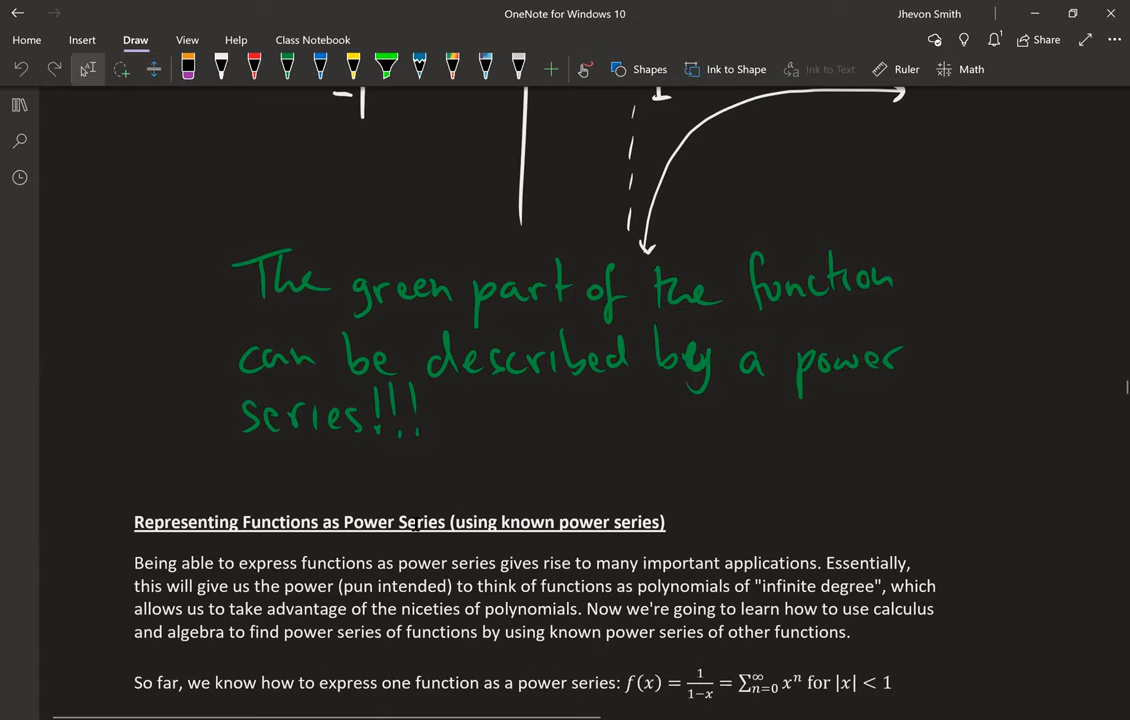 OneNote for Windows 10
Jhevon Smith
Home Insert Draw View Help Class Notebook
Share
Shapes Ink to Shape Ink to Text Ruler Math
-1
1
The green part of the function
can be described by a power
series!!!
Representing Functions as Power Series (using known power series)
Being able to express functions as power series gives rise to many important applications. Essentially,
this will give us the power (pun intended) to think of functions as polynomials of "infinite degree", which
allows us to take advantage of the niceties of polynomials. Now we're going to learn how to use calculus
and algebra to find power series of functions by using known power series of other functions.
So far, we know how to express one function as a power series: f(x) = 1/(1−x) = ∑_{n=0}^{∞} x^n for |x| < 1